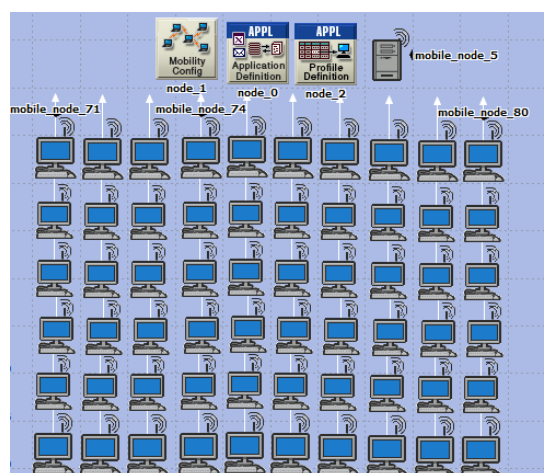 APPL
APPL
Mobility
Config
Application
Definition
Profile
Definition
mobile_node_5
node_1
node_0
node_2
mobile_node_71
mobile_node_74
mobile_node_80